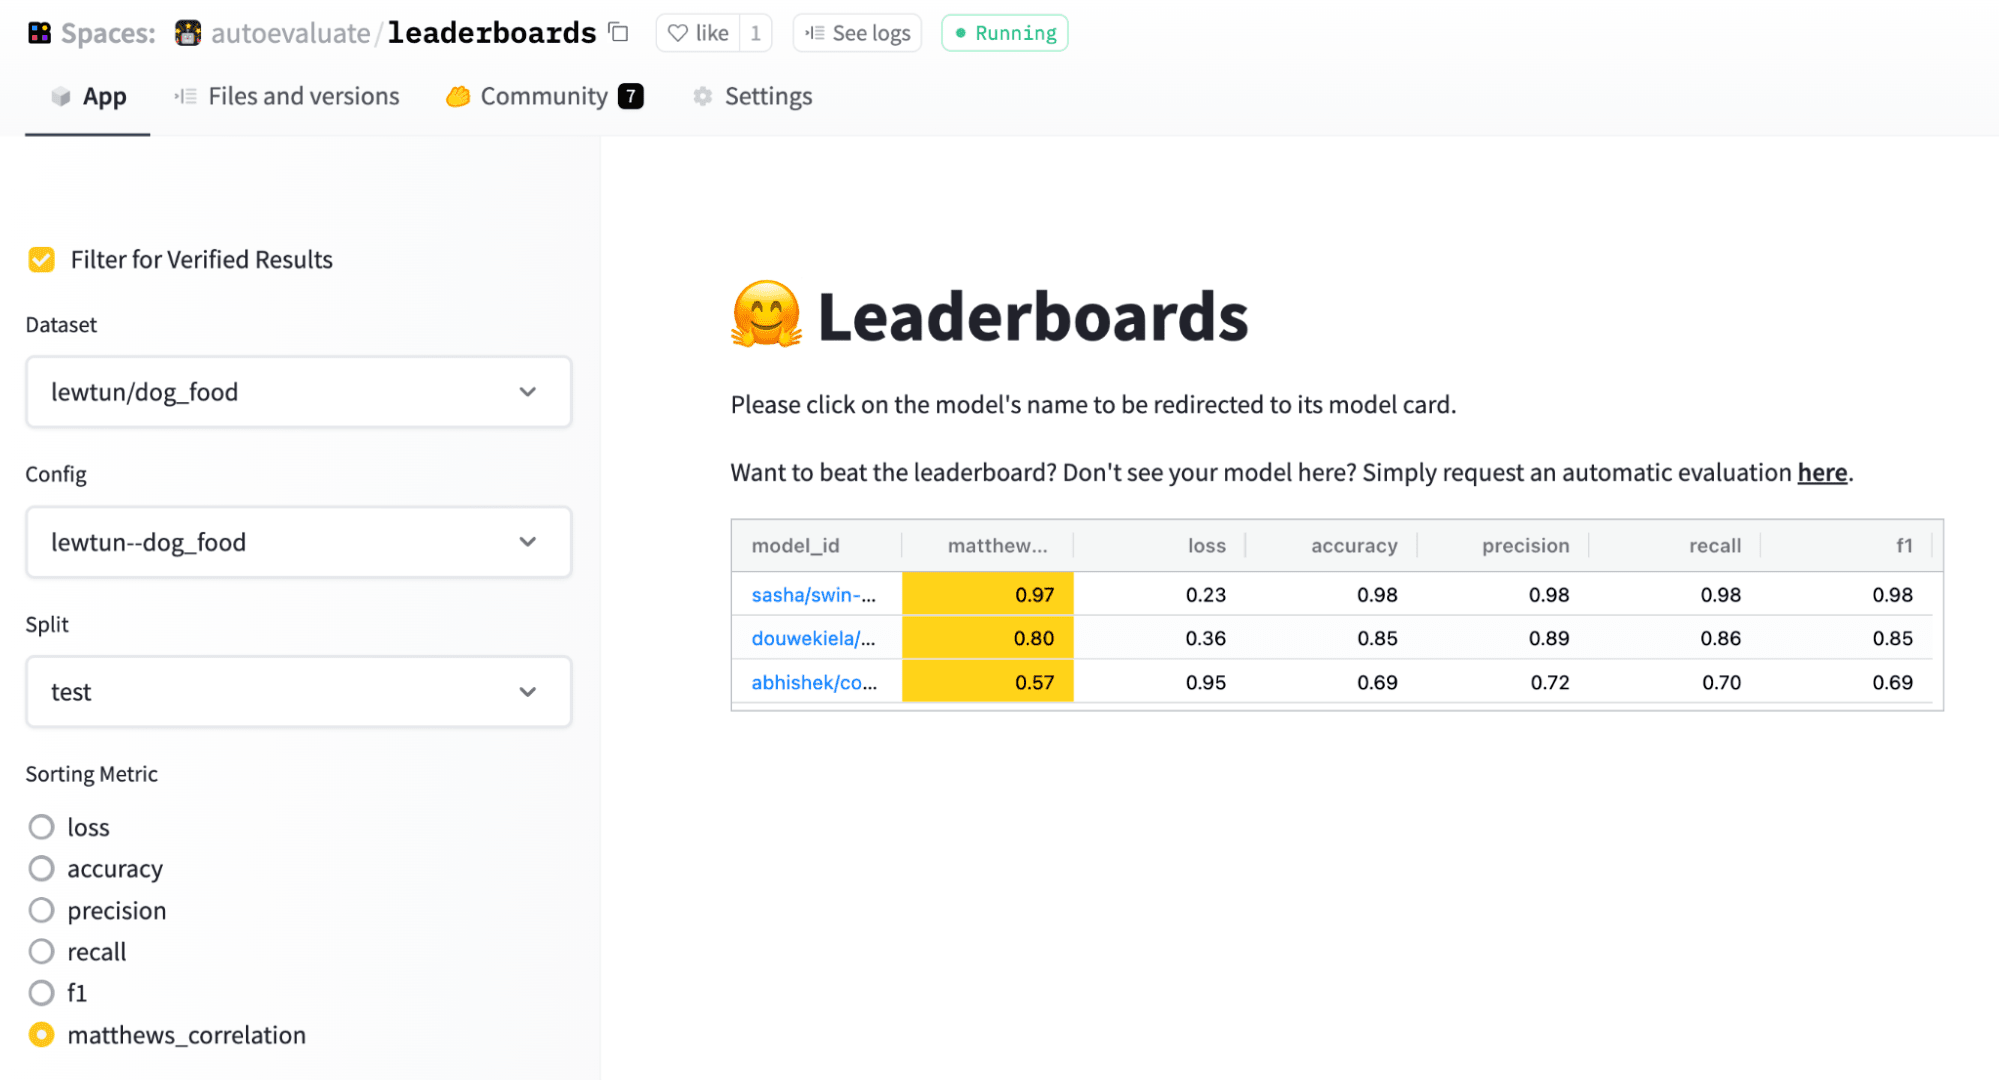 Spaces: autoevaluate/leaderboards like 1 See logs Running
App Files and versions Community 7 Settings
Filter for Verified Results
Dataset
lewtun/dog_food
Config
lewtun--dog_food
Split
test
Sorting Metric
loss
accuracy
precision
recall
f1
matthews_correlation
🤗 Leaderboards
Please click on the model's name to be redirected to its model card.
Want to beat the leaderboard? Don't see your model here? Simply request an automatic evaluation here.
model_id matthew... loss accuracy precision recall f1
sasha/swin-... 0.97 0.23 0.98 0.98 0.98 0.98
douwekiela/... 0.80 0.36 0.85 0.89 0.86 0.85
abhishek/co... 0.57 0.95 0.69 0.72 0.70 0.69